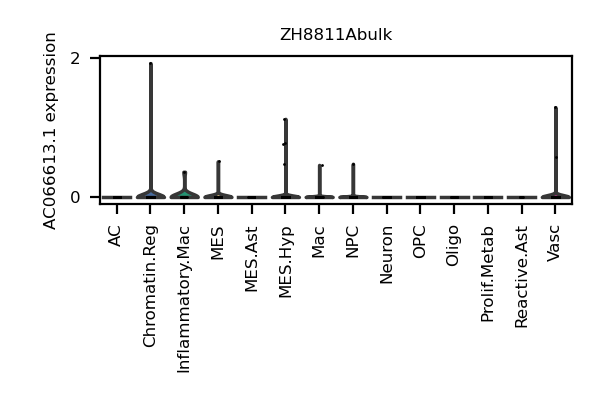 ZH8811Abulk
AC066613.1 expression
2
0
AC
Chromatin.Reg
Inflammatory.Mac
MES
MES.Ast
MES.Hyp
Mac
NPC
Neuron
OPC
Oligo
Prolif.Metab
Reactive.Ast
Vasc